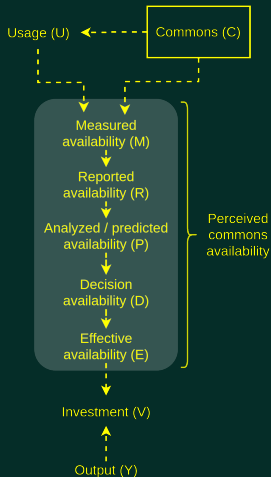 Usage (U)
Commons (C)
Measured
availability (M)
Reported
availability (R)
Analyzed / predicted
availability (P)
Decision
availability (D)
Effective
availability (E)
Perceived
commons
availability
Investment (V)
Output (Y)